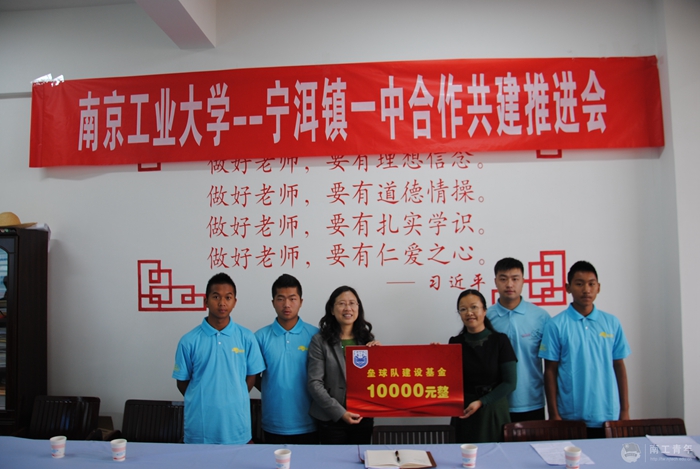 南京工业大学---宁洱镇一中合作共建推进会
做好老师，要有理想信念。
做好老师，要有道德情操。
做好老师，要有扎实学识。
做好老师，要有仁爱之心。
——习近平
垒球队建设基金
10000元整
南工青年